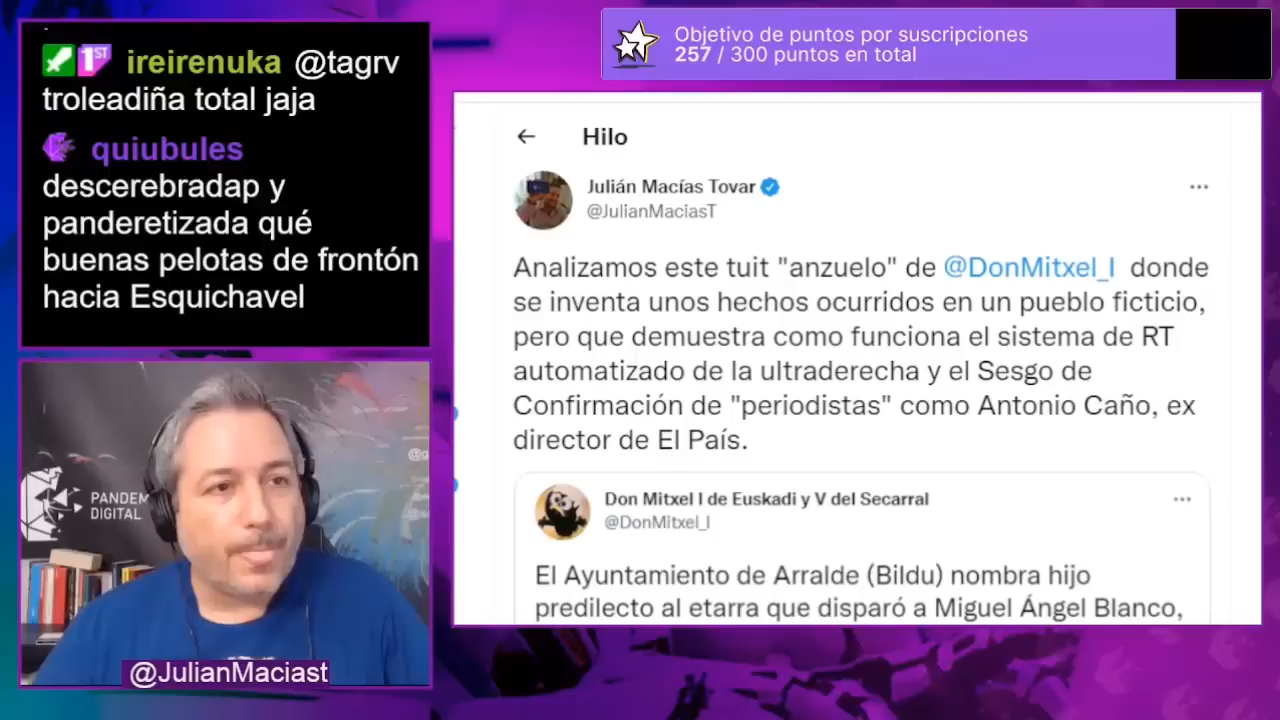 1ST ireirenuka @tagrv
troleadiña total jaja
quiubules
descerebradap y
panderetizada qué
buenas pelotas de frontón
hacia Esquichavel
Objetivo de puntos por suscripciones
257 / 300 puntos en total
Hilo
Julián Macías Tovar
@JulianMaciasT
Analizamos este tuit "anzuelo" de @DonMitxel_I donde
se inventa unos hechos ocurridos en un pueblo ficticio,
pero que demuestra como funciona el sistema de RT
automatizado de la ultraderecha y el Sesgo de
Confirmación de "periodistas" como Antonio Caño, ex
director de El País.
Don Mitxel I de Euskadi y V del Secarral
@DonMitxel_I
El Ayuntamiento de Arralde (Bildu) nombra hijo
predilecto al etarra que disparó a Miguel Ángel Blanco,
PANDEM
DIGITAL
@JulianMaciast